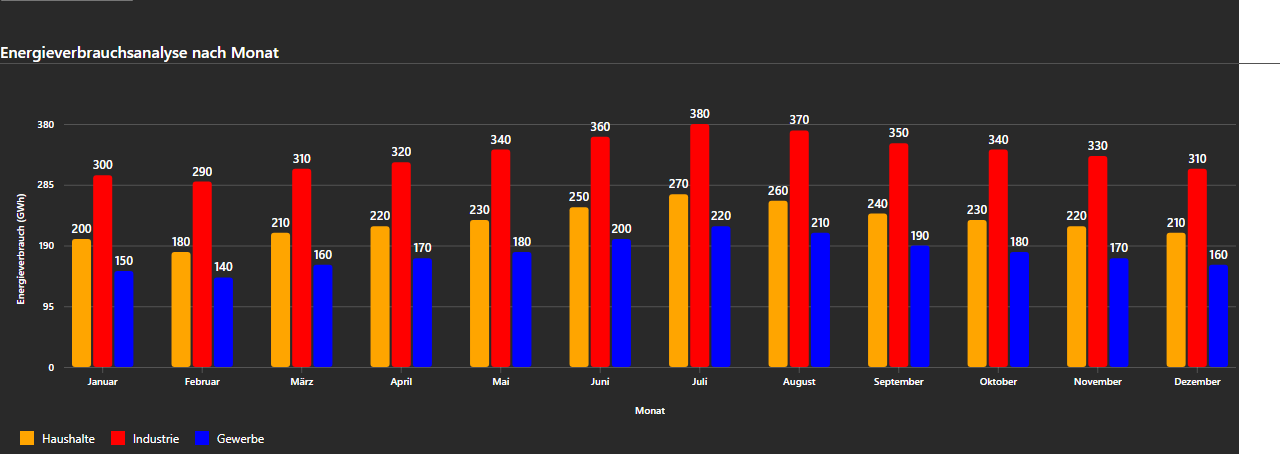 Energieverbrauchsanalyse nach Monat
Energieverbrauch (GWh)
380
285
190
95
0
200 300 150
180 290 140
210 310 160
220 320 170
230 340 180
250 360 200
270 380 220
260 370 210
240 350 190
230 340 180
220 330 170
210 310 160
Januar Februar März April Mai Juni Juli August September Oktober November Dezember
Monat
Haushalte Industrie Gewerbe